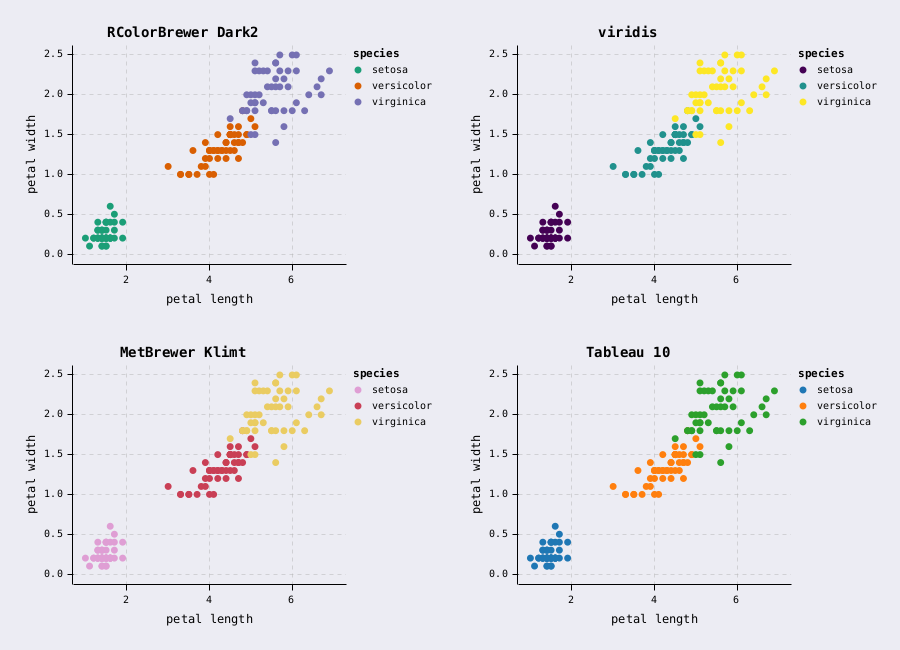 RColorBrewer Dark2
2.5
2.0
1.5
1.0
0.5
0.0
petal width
2 4 6
petal length
species
setosa
versicolor
virginica
viridis
2.5
2.0
1.5
1.0
0.5
0.0
petal width
2 4 6
petal length
species
setosa
versicolor
virginica
MetBrewer Klimt
2.5
2.0
1.5
1.0
0.5
0.0
petal width
2 4 6
petal length
species
setosa
versicolor
virginica
Tableau 10
2.5
2.0
1.5
1.0
0.5
0.0
petal width
2 4 6
petal length
species
setosa
versicolor
virginica